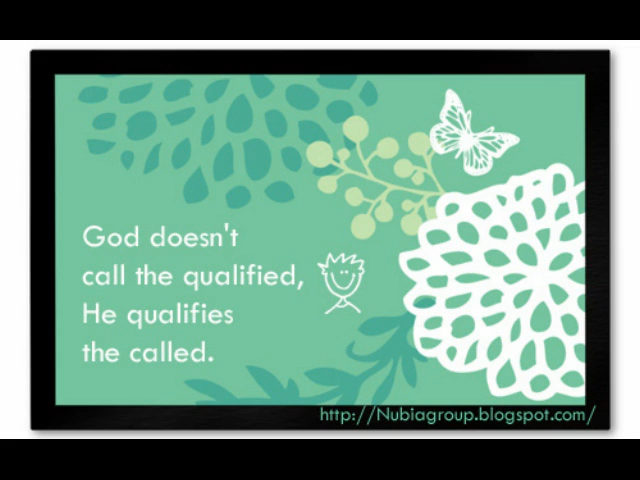 God doesn't
call the qualified,
He qualifies
the called.
http://Nubiagroup.blogspot.com/